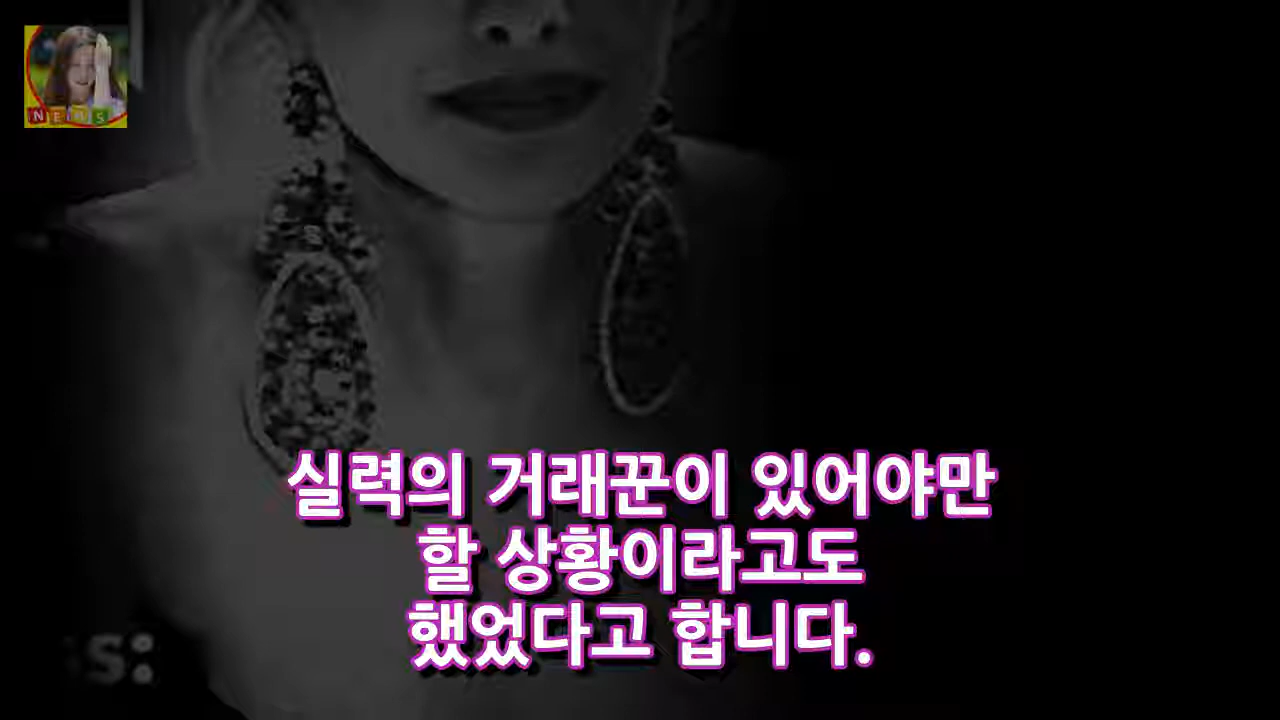 NEWS
실력의 거래꾼이 있어야만
할 상황이라고도
했었다고 합니다.
s: